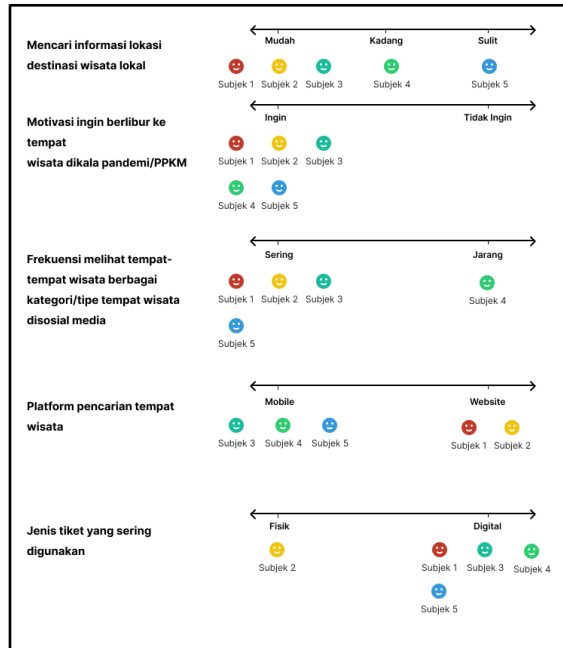 Mencari informasi lokasi
destinasi wisata lokal
Mudah Kadang Sulit
Subjek 1 Subjek 2 Subjek 3 Subjek 4 Subjek 5
Motivasi ingin berlibur ke
tempat
wisata dikala pandemi/PPKM
Ingin Tidak Ingin
Subjek 1 Subjek 2 Subjek 3
Subjek 4 Subjek 5
Frekuensi melihat tempat-
tempat wisata berbagai
kategori/tipe tempat wisata
disosial media
Sering Jarang
Subjek 1 Subjek 2 Subjek 3 Subjek 4
Subjek 5
Platform pencarian tempat
wisata
Mobile Website
Subjek 3 Subjek 4 Subjek 5 Subjek 1 Subjek 2
Jenis tiket yang sering
digunakan
Fisik Digital
Subjek 2 Subjek 1 Subjek 3 Subjek 4
Subjek 5